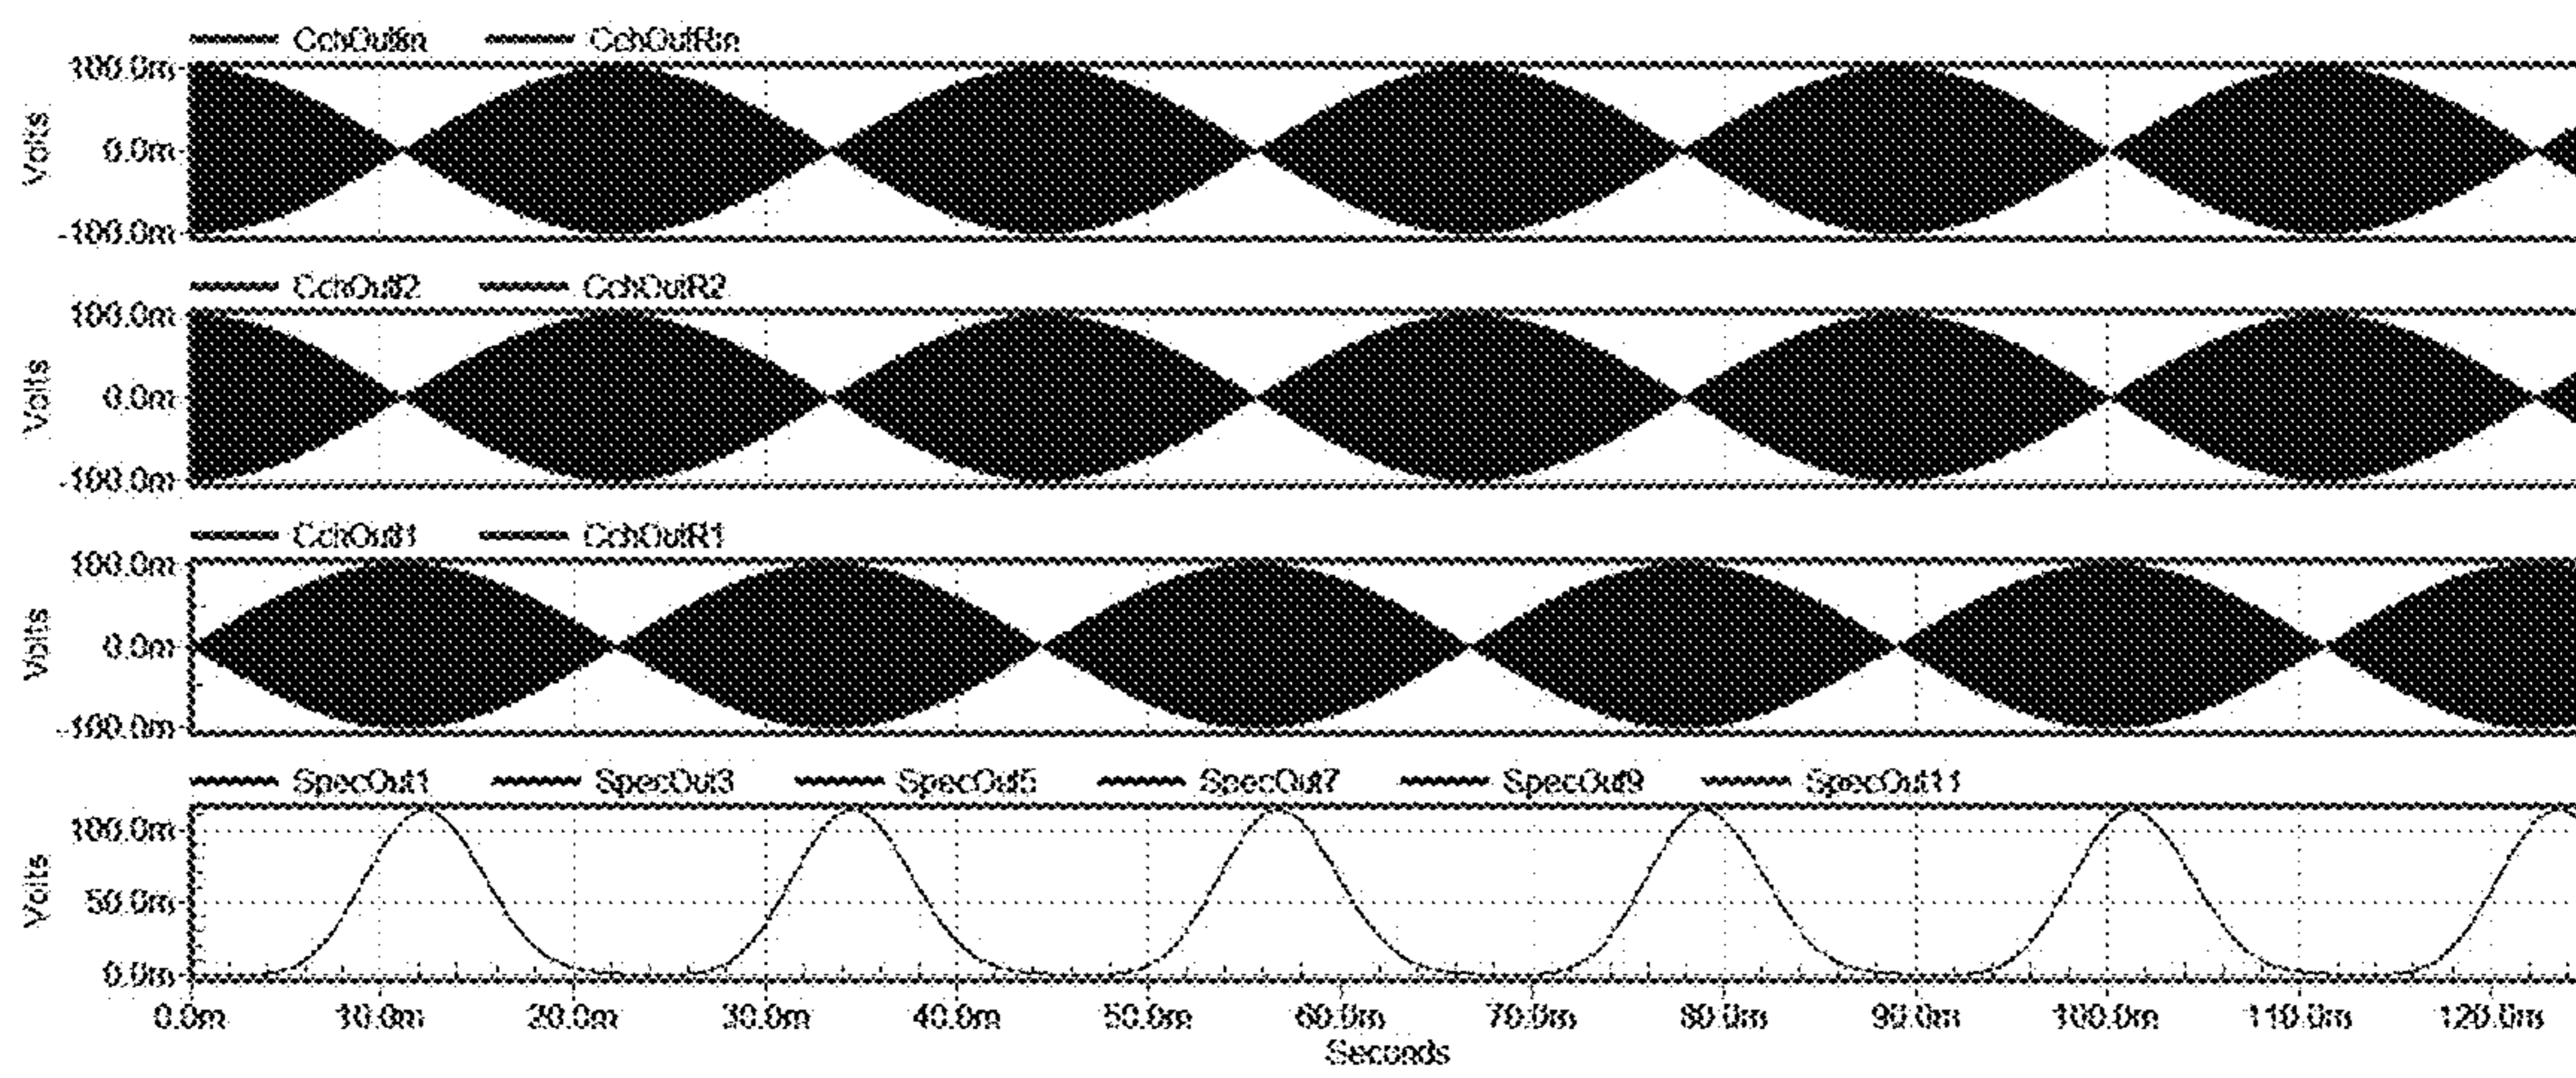 CchOutRin
100.0m
Volts
0.0m
-100.0m
CchOutI2 CchOutR2
100.0m
Volts
0.0m
-100.0m
CchOutI1 CchOutR1
100.0m
Volts
0.0m
-100.0m
SpecOut1 SpecOut3 SpecOut5 SpecOut7 SpecOut9 SpecOut11
100.0m
Volts
50.0m
0.0m
0.0m 10.0m 20.0m 30.0m 40.0m 50.0m 60.0m 70.0m 80.0m 90.0m 100.0m 110.0m 120.0m
Seconds